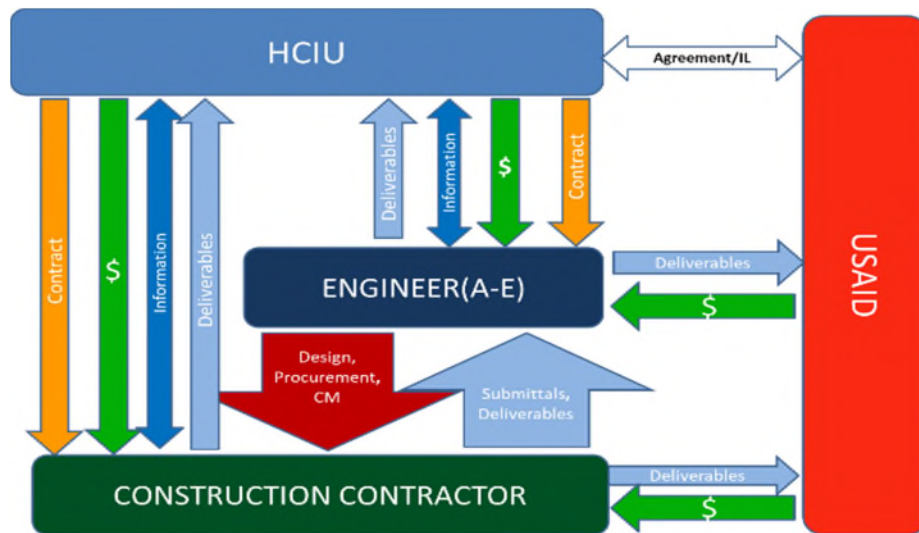 HCIU
Agreement/IL
USAID
Contract
$
Information
Deliverables
Deliverables
Information
$
Contract
ENGINEER(A-E)
Deliverables
$
Design,
Procurement,
CM
Submittals,
Deliverables
CONSTRUCTION CONTRACTOR
Deliverables
$